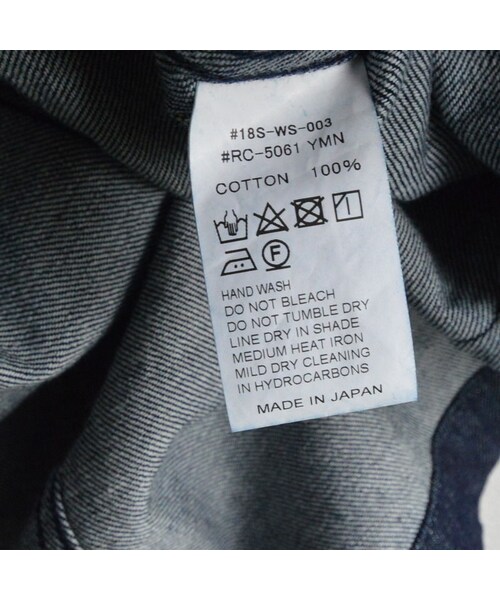 #18S-WS-003
#RC-5061 YMN
COTTON 100%
F
HAND WASH
DO NOT BLEACH
DO NOT TUMBLE DRY
LINE DRY IN SHADE
MEDIUM HEAT IRON
MILD DRY CLEANING
IN HYDROCARBONS
MADE IN JAPAN